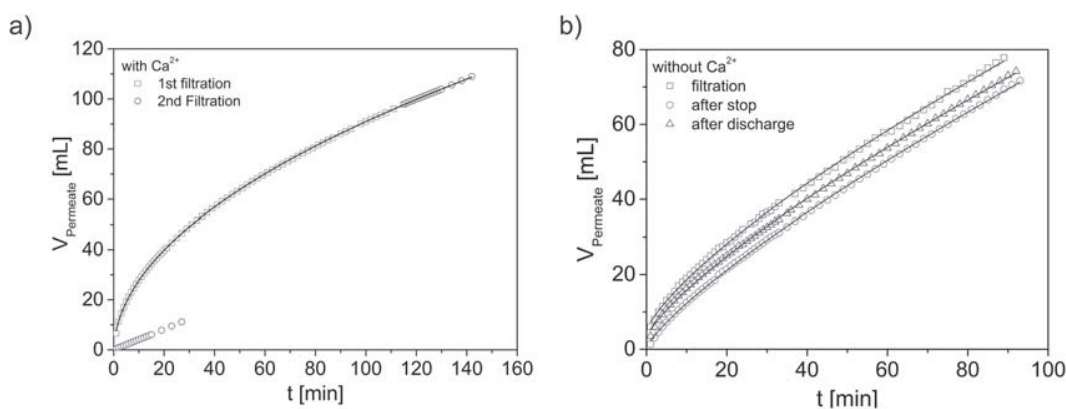 a)
with Ca²⁺
□ 1st filtration
○ 2nd Filtration
V_Permeate [mL]
120
100
80
60
40
20
0
0 20 40 60 80 100 120 140 160
t [min]
b)
without Ca²⁺
□ filtration
○ after stop
△ after discharge
V_Permeate [mL]
80
60
40
20
0
0 20 40 60 80 100
t [min]